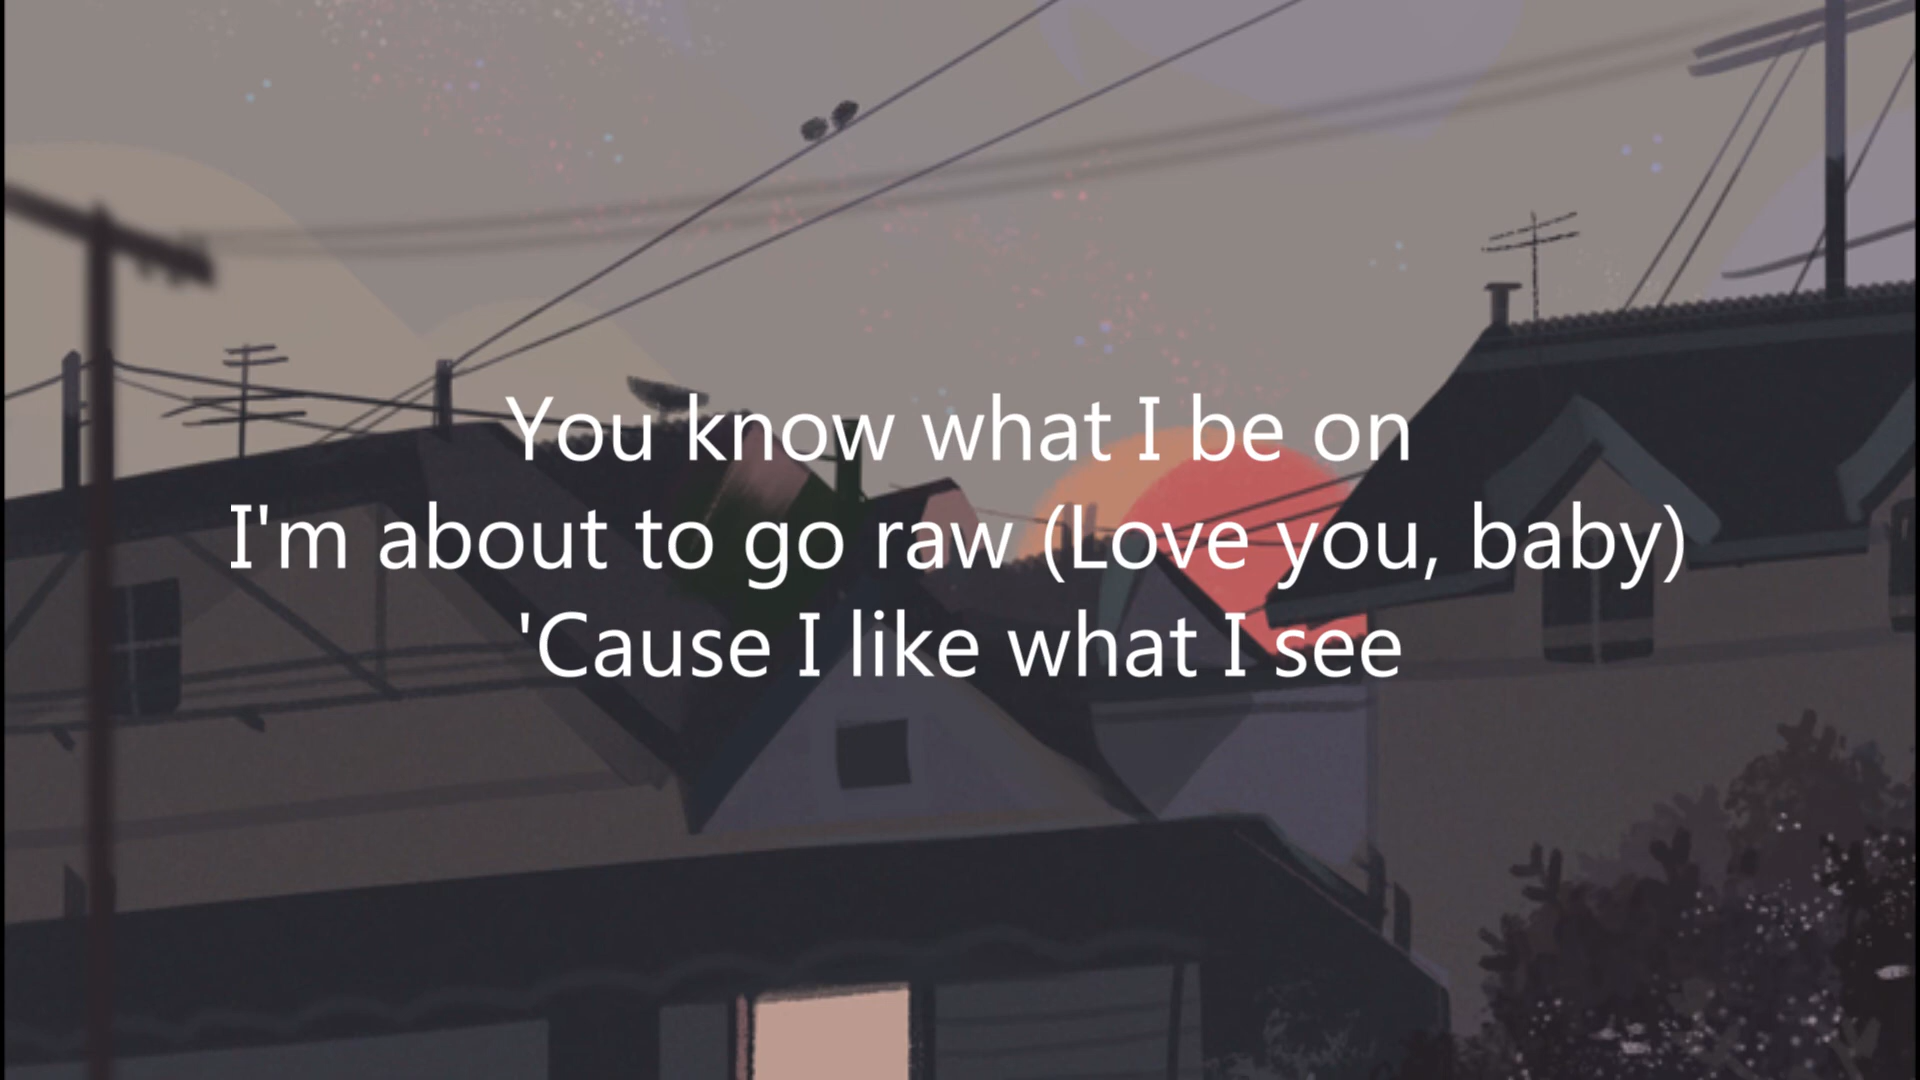 You know what I be on
I'm about to go raw (Love you, baby)
'Cause I like what I see